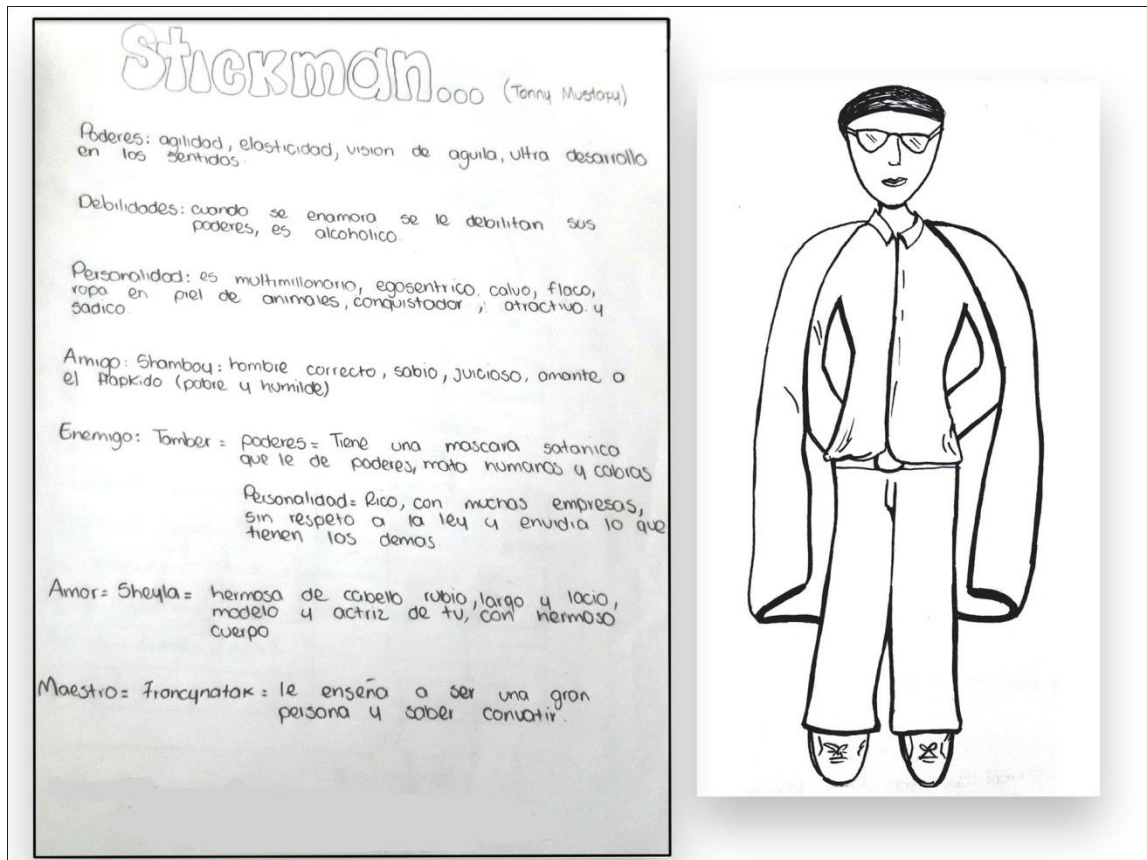 Stickman... (Tonny Mustapy)
Poderes: agilidad, elasticidad, vision de aguila, ultra desarrollo
en los sentidos.
Debilidades: cuando se enamora se le debilitan sus
poderes, es alcoholico.
Personalidad: es multimillonario, egosentrico, calvo, flaco,
ropa en piel de animales, conquistador, atractivo y
sadico.
Amigo: Shamboy: hombre correcto, sabio, juicioso, amante a
el Hapkido (pobre y humilde)
Enemigo: Tomber = poderes = Tiene una mascara satanica
que le de poderes, mata humanos y cabras
Personalidad = Rico, con muchas empresas,
sin respeto a la ley y envidia lo que
tienen los demas
Amor = Sheyla = hermosa de cabello rubio, largo y lacio,
modelo y actriz de tv, con hermoso
cuerpo
Maestro = Francynatak = le enseña a ser una gran
persona y saber convatir.